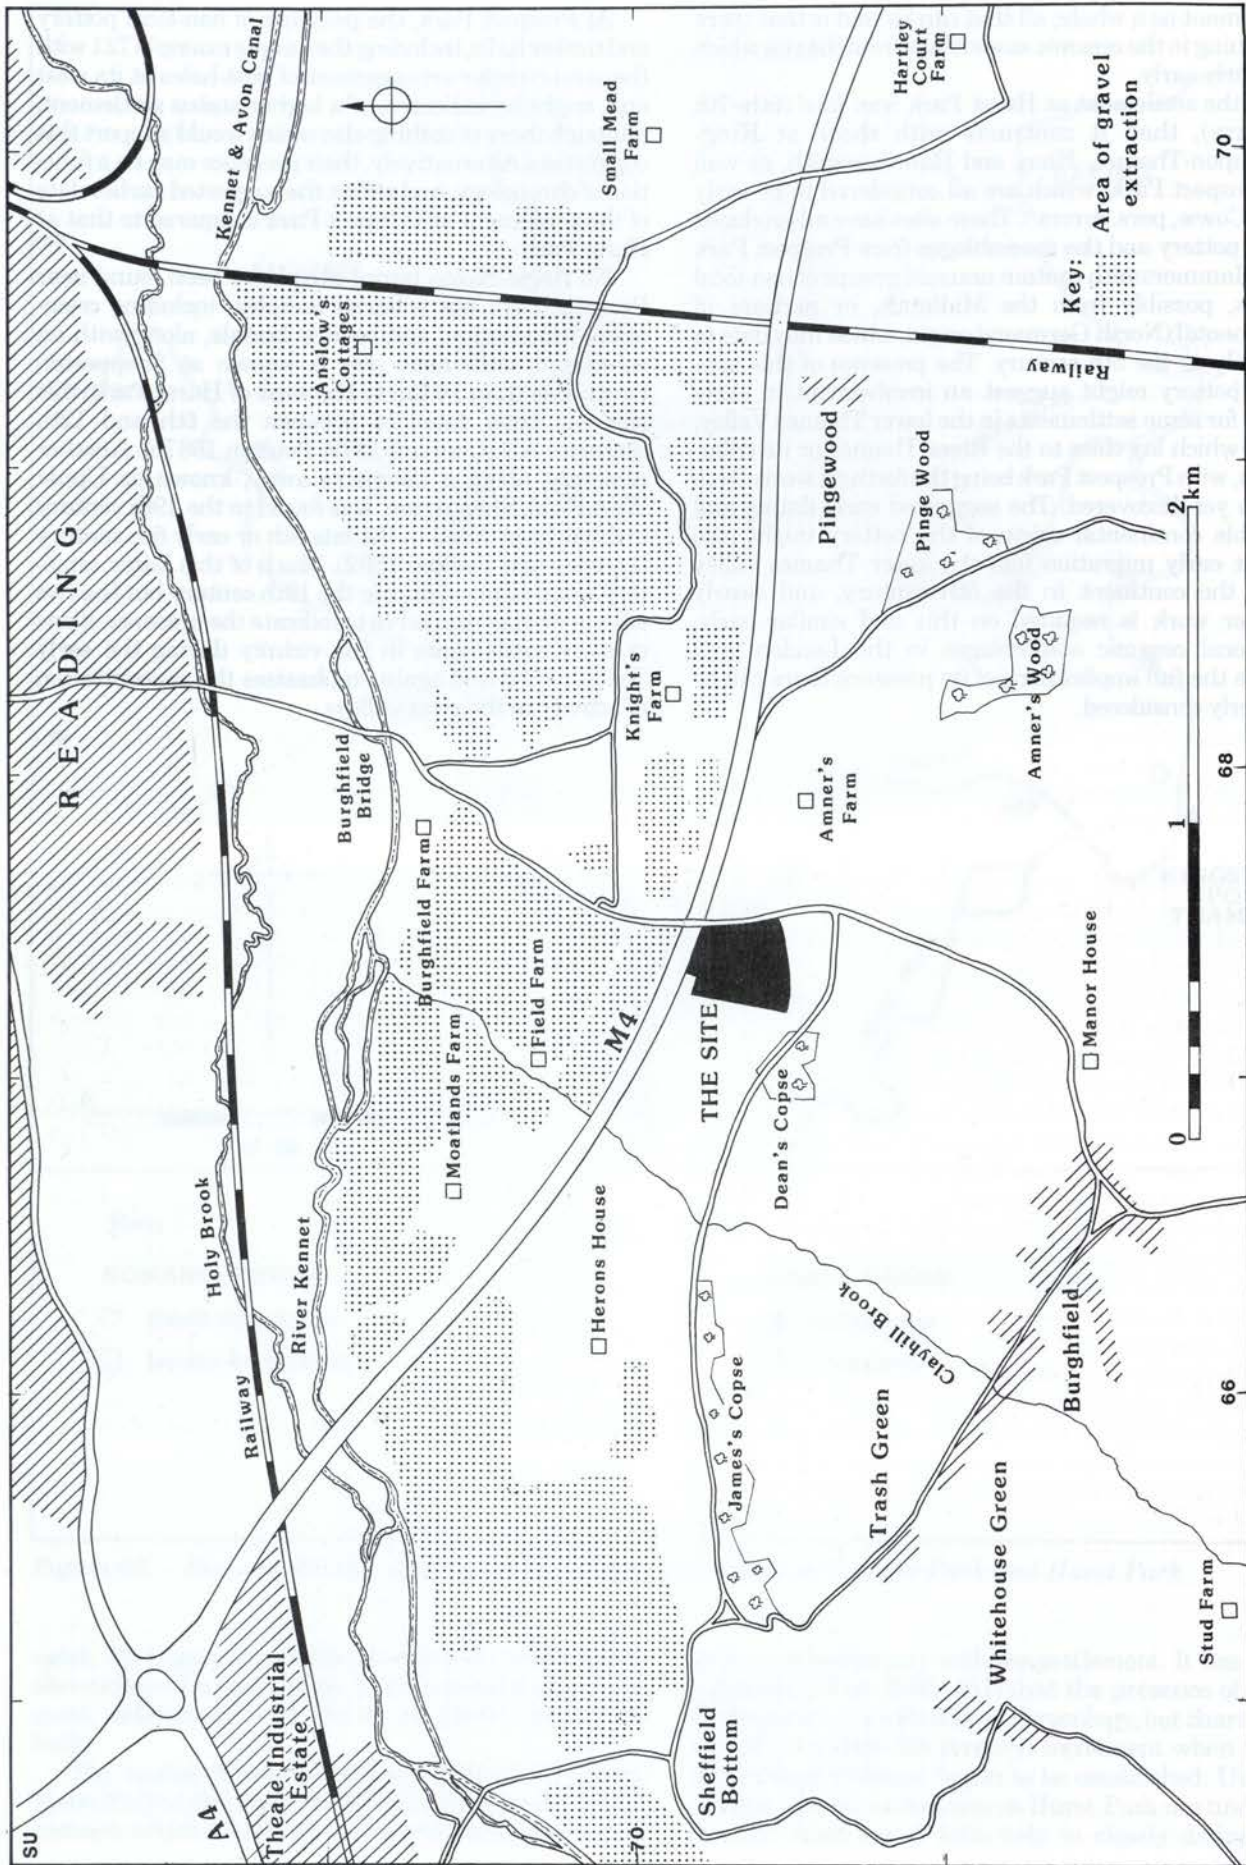 SU
READING
Kennet & Avon Canal
A4
Theale Industrial
Estate
Railway
Holy Brook
River Kennet
Burghfield
Bridge
Anslow's
Cottages
Small Mead
Farm
Hartley
Court
Farm
Moatlands Farm
Burghfield Farm
Field Farm
Knight's
Farm
Herons House
M4
THE SITE
Pingewood
Railway
Key:
Area of gravel
extraction
70
Sheffield
Bottom
James's Copse
Dean's Copse
Amner's
Farm
Pinge Wood
Amner's Wood
Trash Green
Clayhill Brook
Whitehouse Green
Burghfield
Manor House
Stud Farm
0
1
2 km
66
68
70